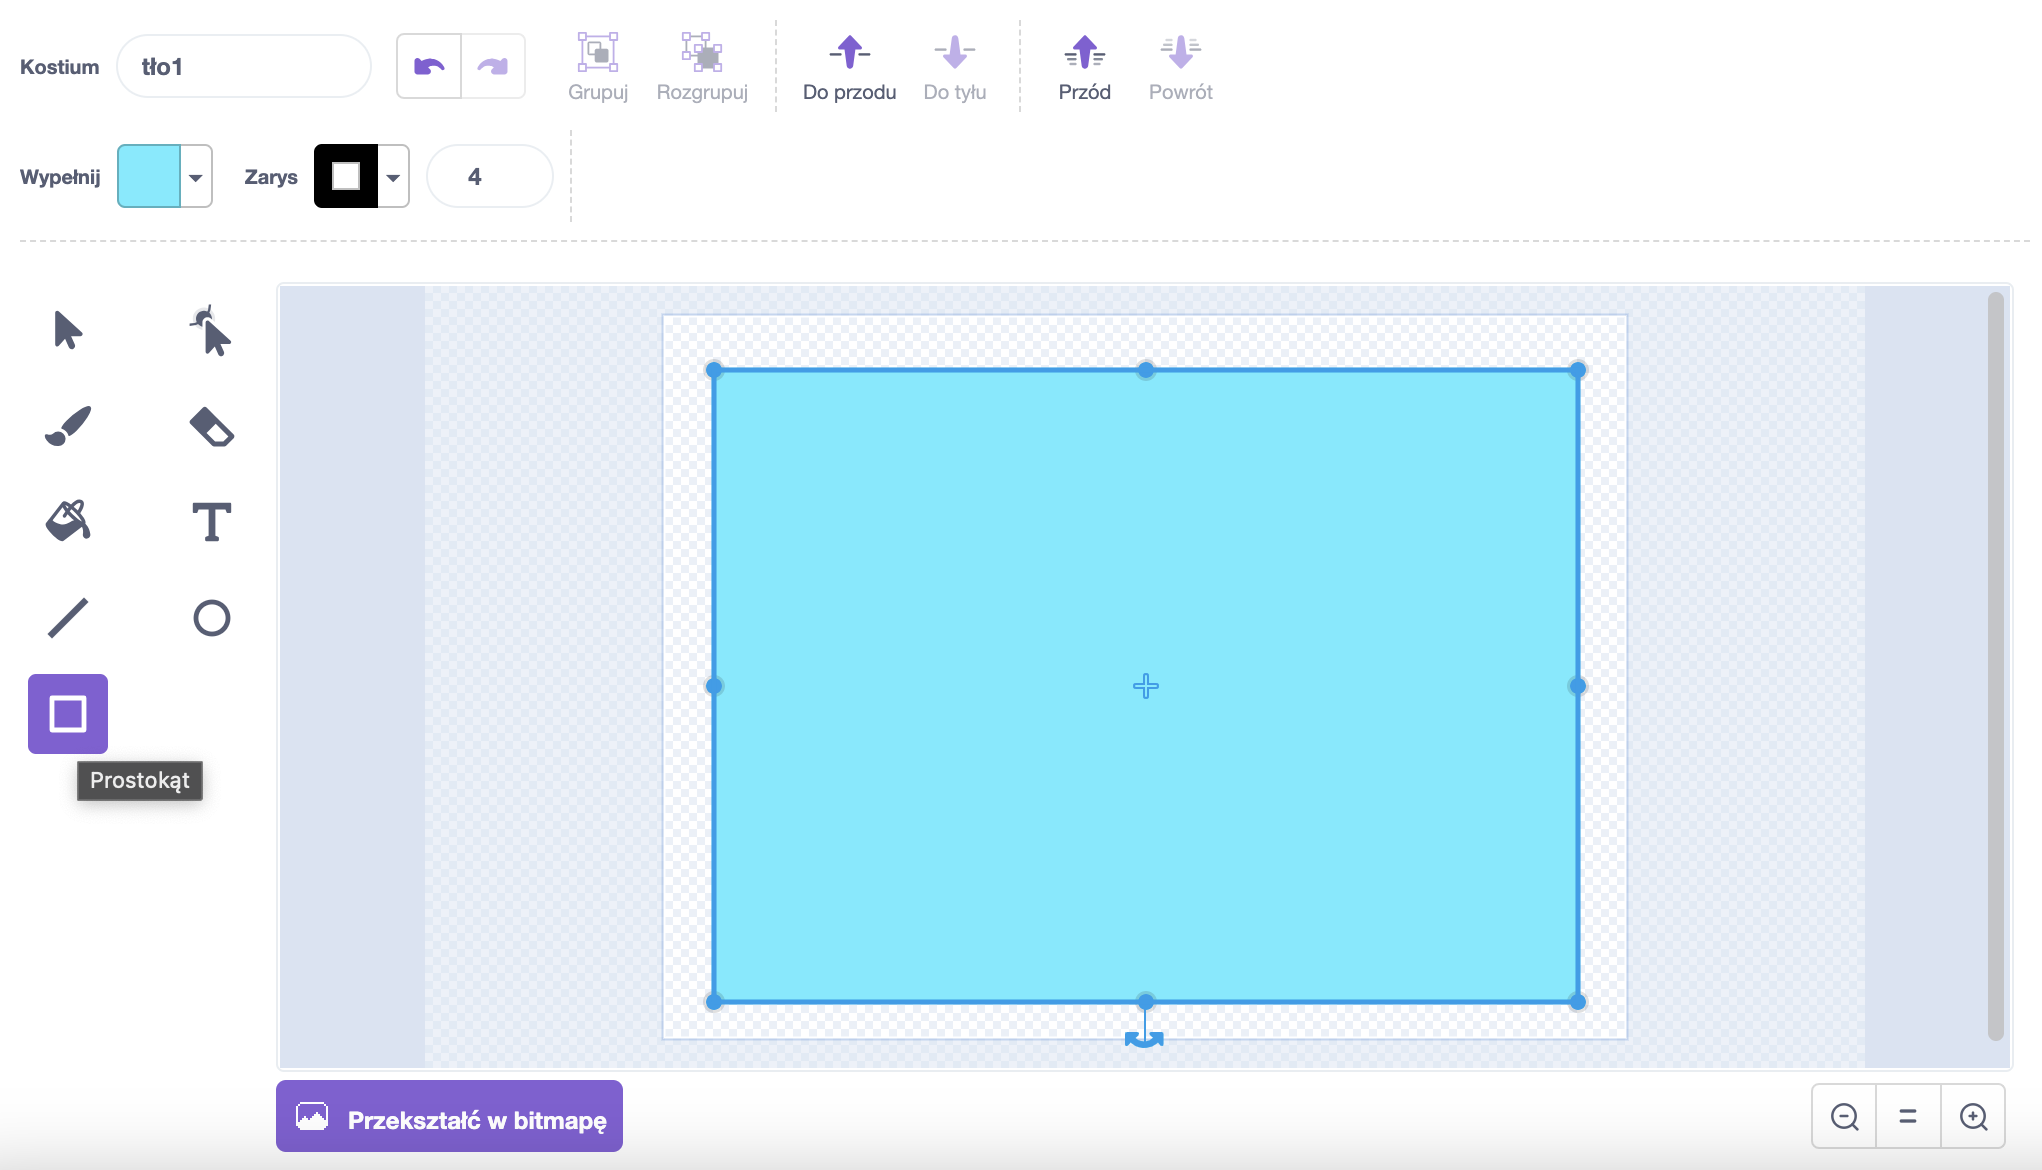 Kostium
tło1
Grupuj
Rozgrupuj
Do przodu
Do tyłu
Przód
Powrót
Wypełnij
Zarys
4
Prostokąt
Przekształć w bitmapę